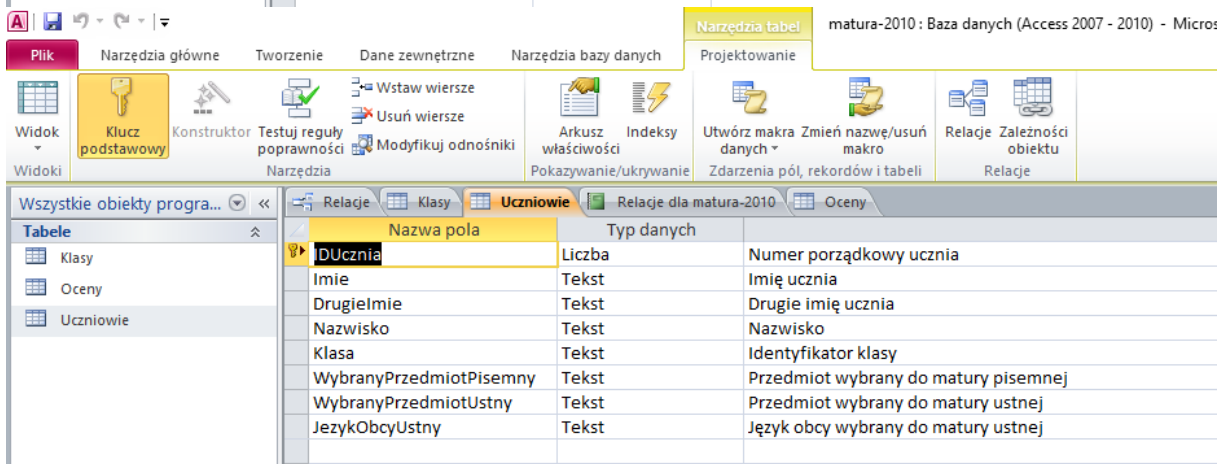 A
matura-2010 : Baza danych (Access 2007 - 2010) - Micros
Narzędzia tabel
Plik Narzędzia główne Tworzenie Dane zewnętrzne Narzędzia bazy danych Projektowanie
Widok
Klucz podstawowy
Konstruktor
Testuj reguły poprawności
Wstaw wiersze
Usuń wiersze
Modyfikuj odnośniki
Arkusz właściwości
Indeksy
Utwórz makra danych
Zmień nazwę/usuń makro
Relacje
Zależności obiektu
Widoki Narzędzia Pokazywanie/ukrywanie Zdarzenia pól, rekordów i tabeli Relacje
Wszystkie obiekty progra... «
Relacje Klasy Uczniowie Relacje dla matura-2010 Oceny
Tabele
Klasy
Oceny
Uczniowie
Nazwa pola Typ danych
IDUcznia Liczba Numer porządkowy ucznia
Imie Tekst Imię ucznia
DrugieImie Tekst Drugie imię ucznia
Nazwisko Tekst Nazwisko
Klasa Tekst Identyfikator klasy
WybranyPrzedmiotPisemny Tekst Przedmiot wybrany do matury pisemnej
WybranyPrzedmiotUstny Tekst Przedmiot wybrany do matury ustnej
JezykObcyUstny Tekst Język obcy wybrany do matury ustnej